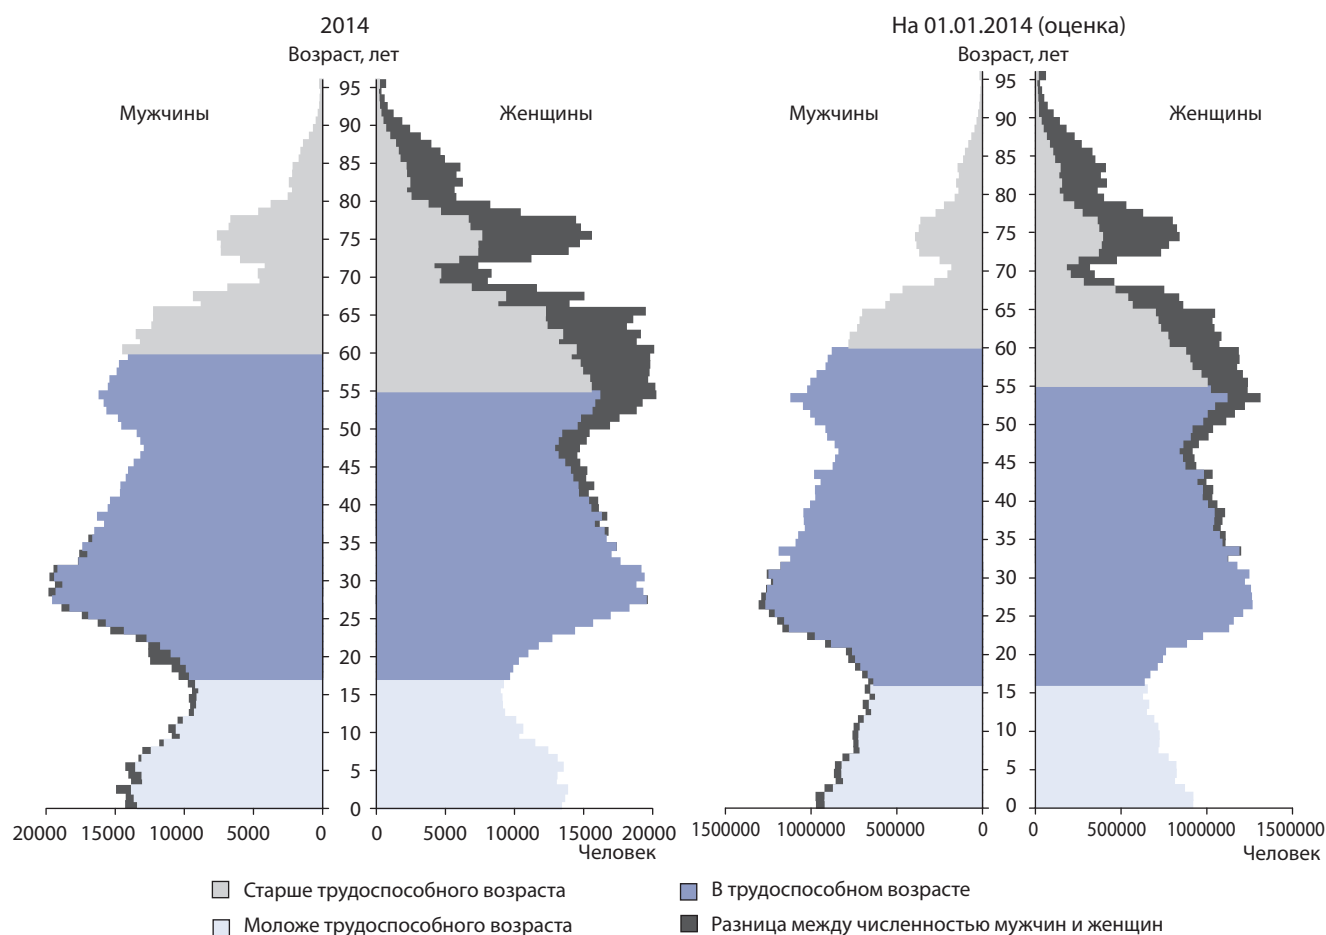 2014
Возраст, лет
Мужчины
Женщины
95
90
85
80
75
70
65
60
55
50
45
40
35
30
25
20
15
10
5
0
20000 15000 10000 5000 0
0 5000 10000 15000 20000
Человек
На 01.01.2014 (оценка)
Возраст, лет
Мужчины
Женщины
95
90
85
80
75
70
65
60
55
50
45
40
35
30
25
20
15
10
5
0
1500000 1000000 500000 0
0 500000 1000000 1500000
Человек
Старше трудоспособного возраста
В трудоспособном возрасте
Моложе трудоспособного возраста
Разница между численностью мужчин и женщин